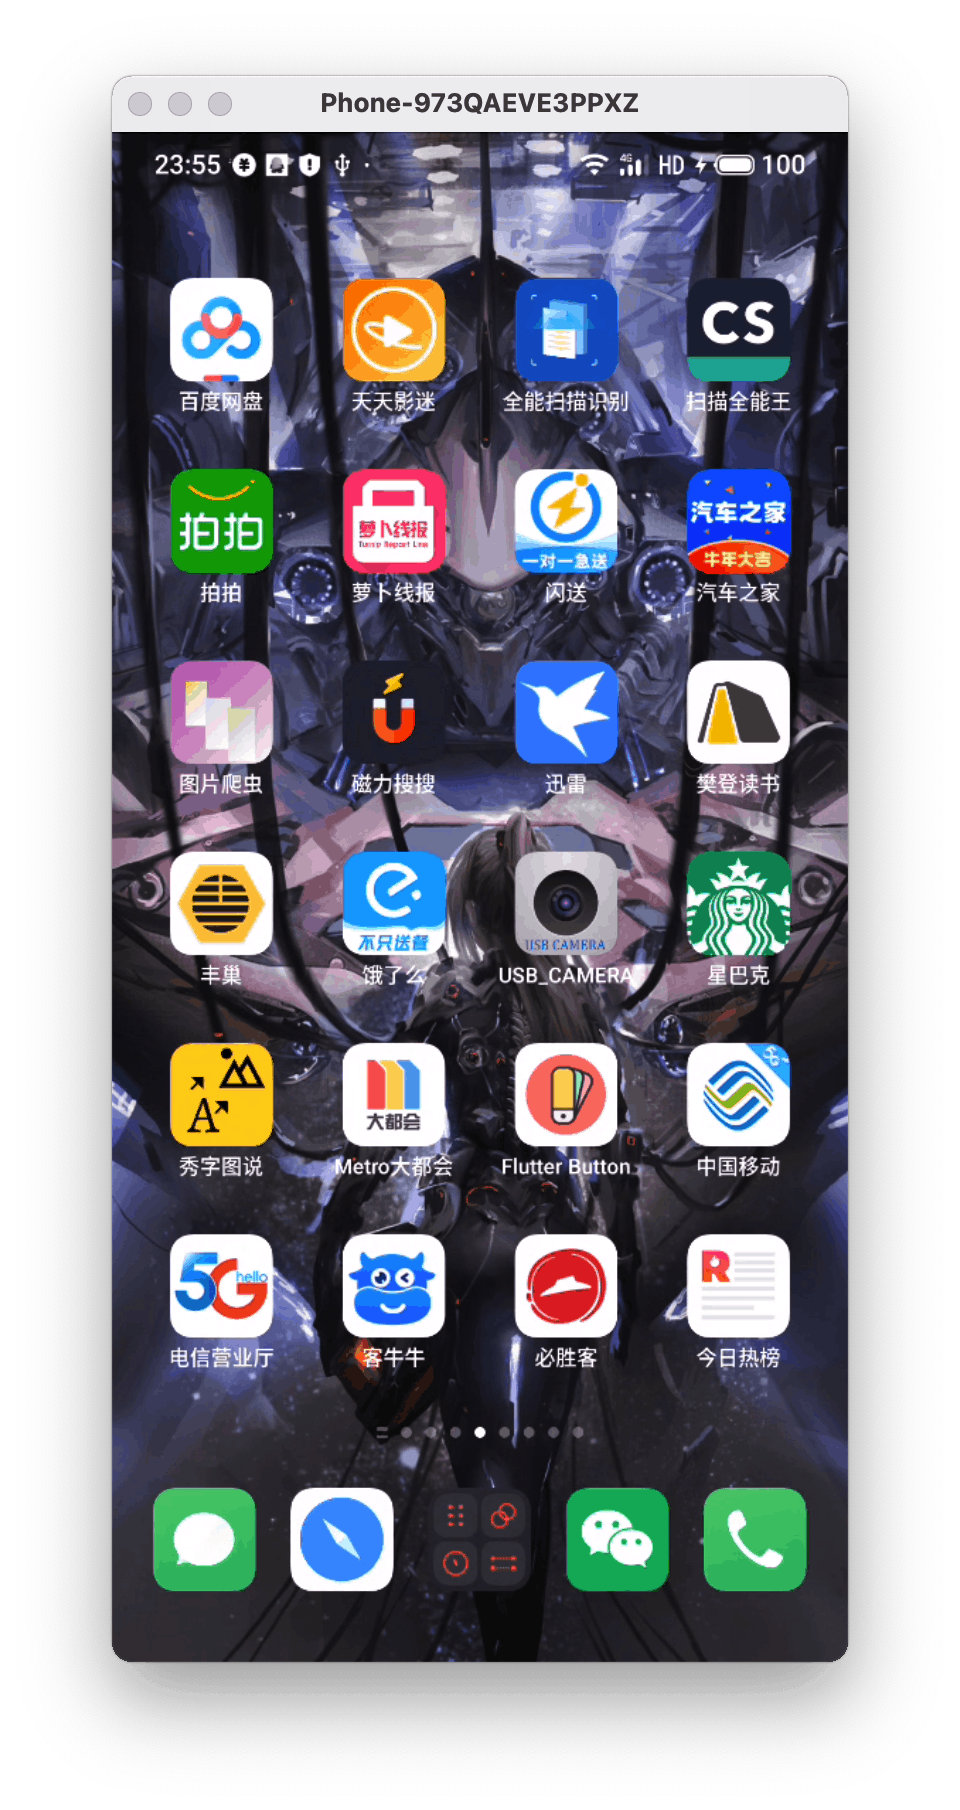 Phone-973QAEVE3PPXZ
23:55
4G HD 100
CS
百度网盘 天天影迷 全能扫描识别 扫描全能王
拍拍 萝卜线报 Turnip Report Line 一对一急送 汽车之家 牛年大吉
拍拍 萝卜线报 闪送 汽车之家
图片爬虫 磁力搜搜 迅雷 樊登读书
不只送餐 USB CAMERA
丰巢 饿了么 USB_CAMERA 星巴克
A 大都会 5G
秀字图说 Metro大都会 Flutter Button 中国移动
5G hello R
电信营业厅 客牛牛 必胜客 今日热榜